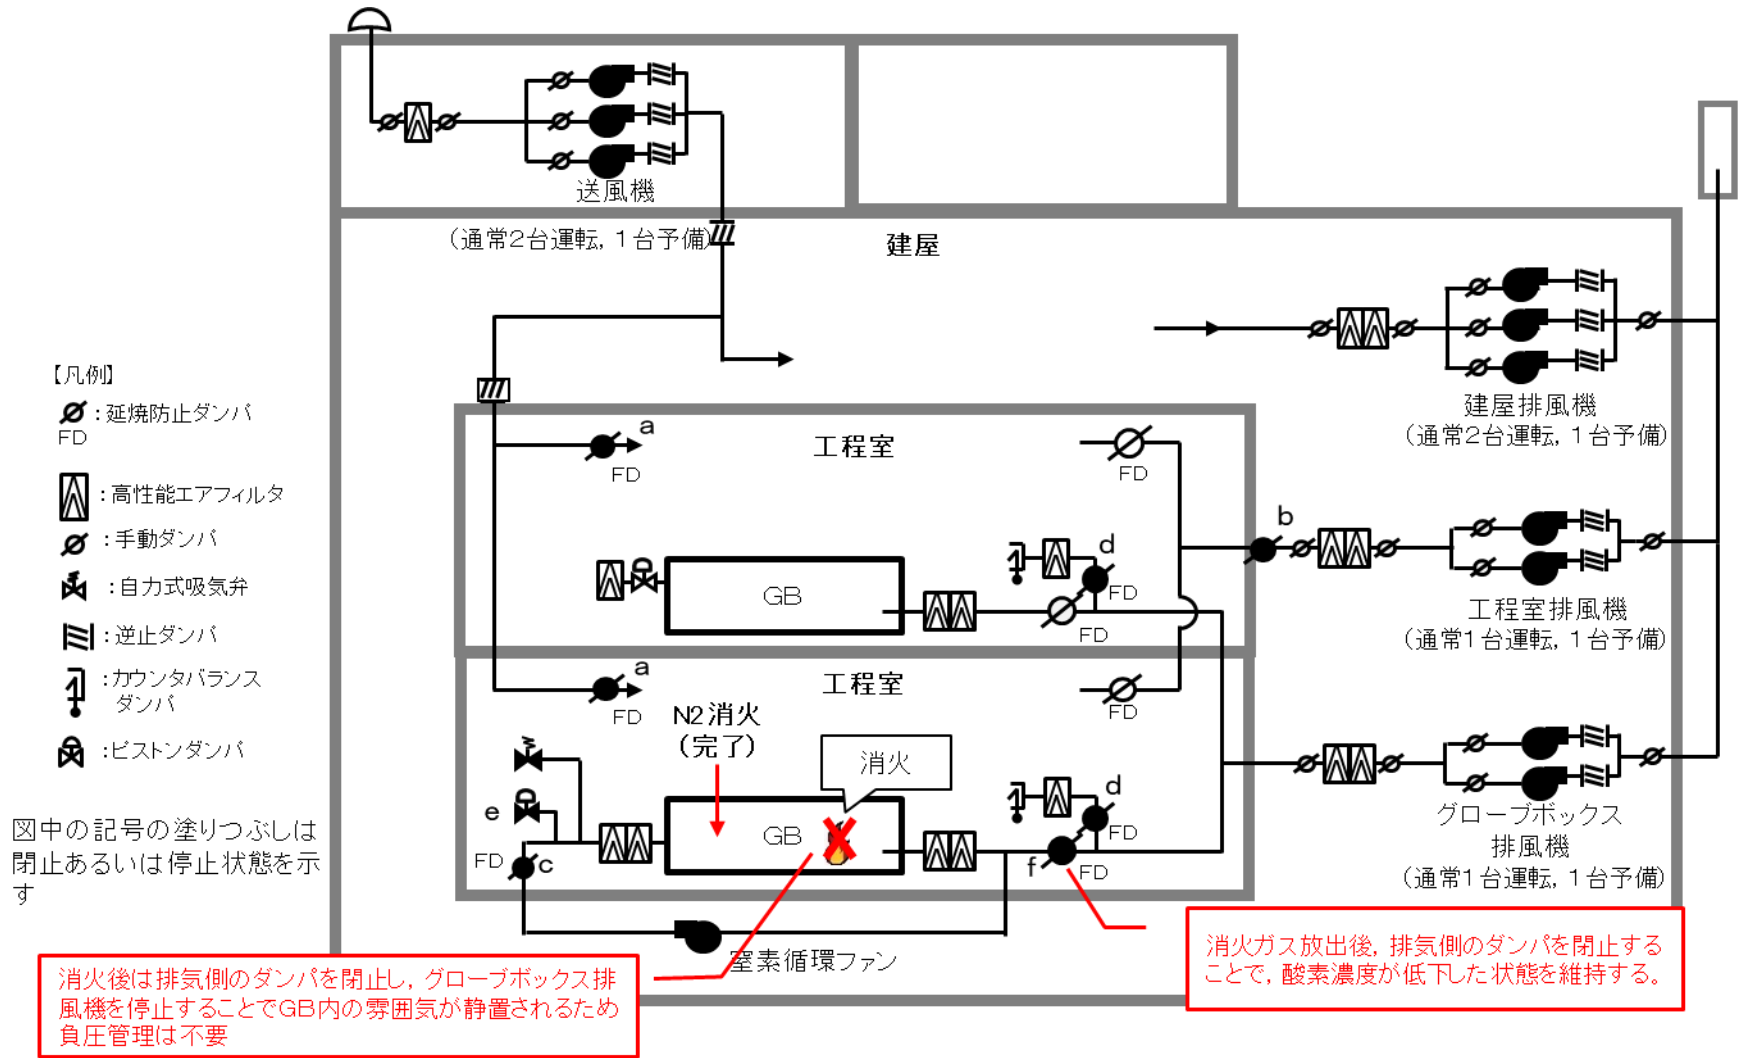 送風機
(通常2台運転, 1台予備)
建屋
建屋排風機
(通常2台運転, 1台予備)
【凡例】
:延焼防止ダンパ
FD
:高性能エアフィルタ
:手動ダンパ
:自力式吸気弁
:逆止ダンパ
:カウンタバランス
ダンパ
:ピストンダンパ
図中の記号の塗りつぶしは
閉止あるいは停止状態を示
す
a
FD
工程室
FD
b
GB
d
FD
FD
工程室排風機
(通常1台運転, 1台予備)
a
FD
工程室
FD
N2消火
(完了)
消火
e
FD
c
GB
d
FD
f
FD
グローブボックス
排風機
(通常1台運転, 1台予備)
窒素循環ファン
消火後は排気側のダンパを閉止し, グローブボックス排
風機を停止することでGB内の雰囲気が静置されるため
負圧管理は不要
消火ガス放出後, 排気側のダンパを閉止する
ことで, 酸素濃度が低下した状態を維持する。